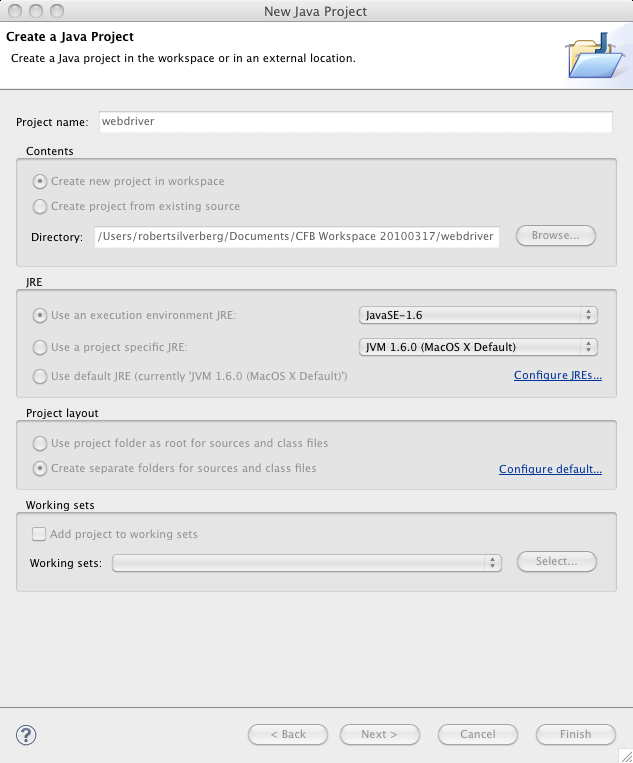 New Java Project
Create a Java Project
Create a Java project in the workspace or in an external location.
Project name: webdriver
Contents
Create new project in workspace
Create project from existing source
Directory: /Users/robertsilverberg/Documents/CFB Workspace 20100317/webdriver Browse...
JRE
Use an execution environment JRE: JavaSE-1.6
Use a project specific JRE: JVM 1.6.0 (MacOS X Default)
Use default JRE (currently 'JVM 1.6.0 (MacOS X Default)')  Configure JREs...
Project layout
Use project folder as root for sources and class files
Create separate folders for sources and class files Configure default...
Working sets
Add project to working sets
Working sets: Select...
? < Back Next > Cancel Finish